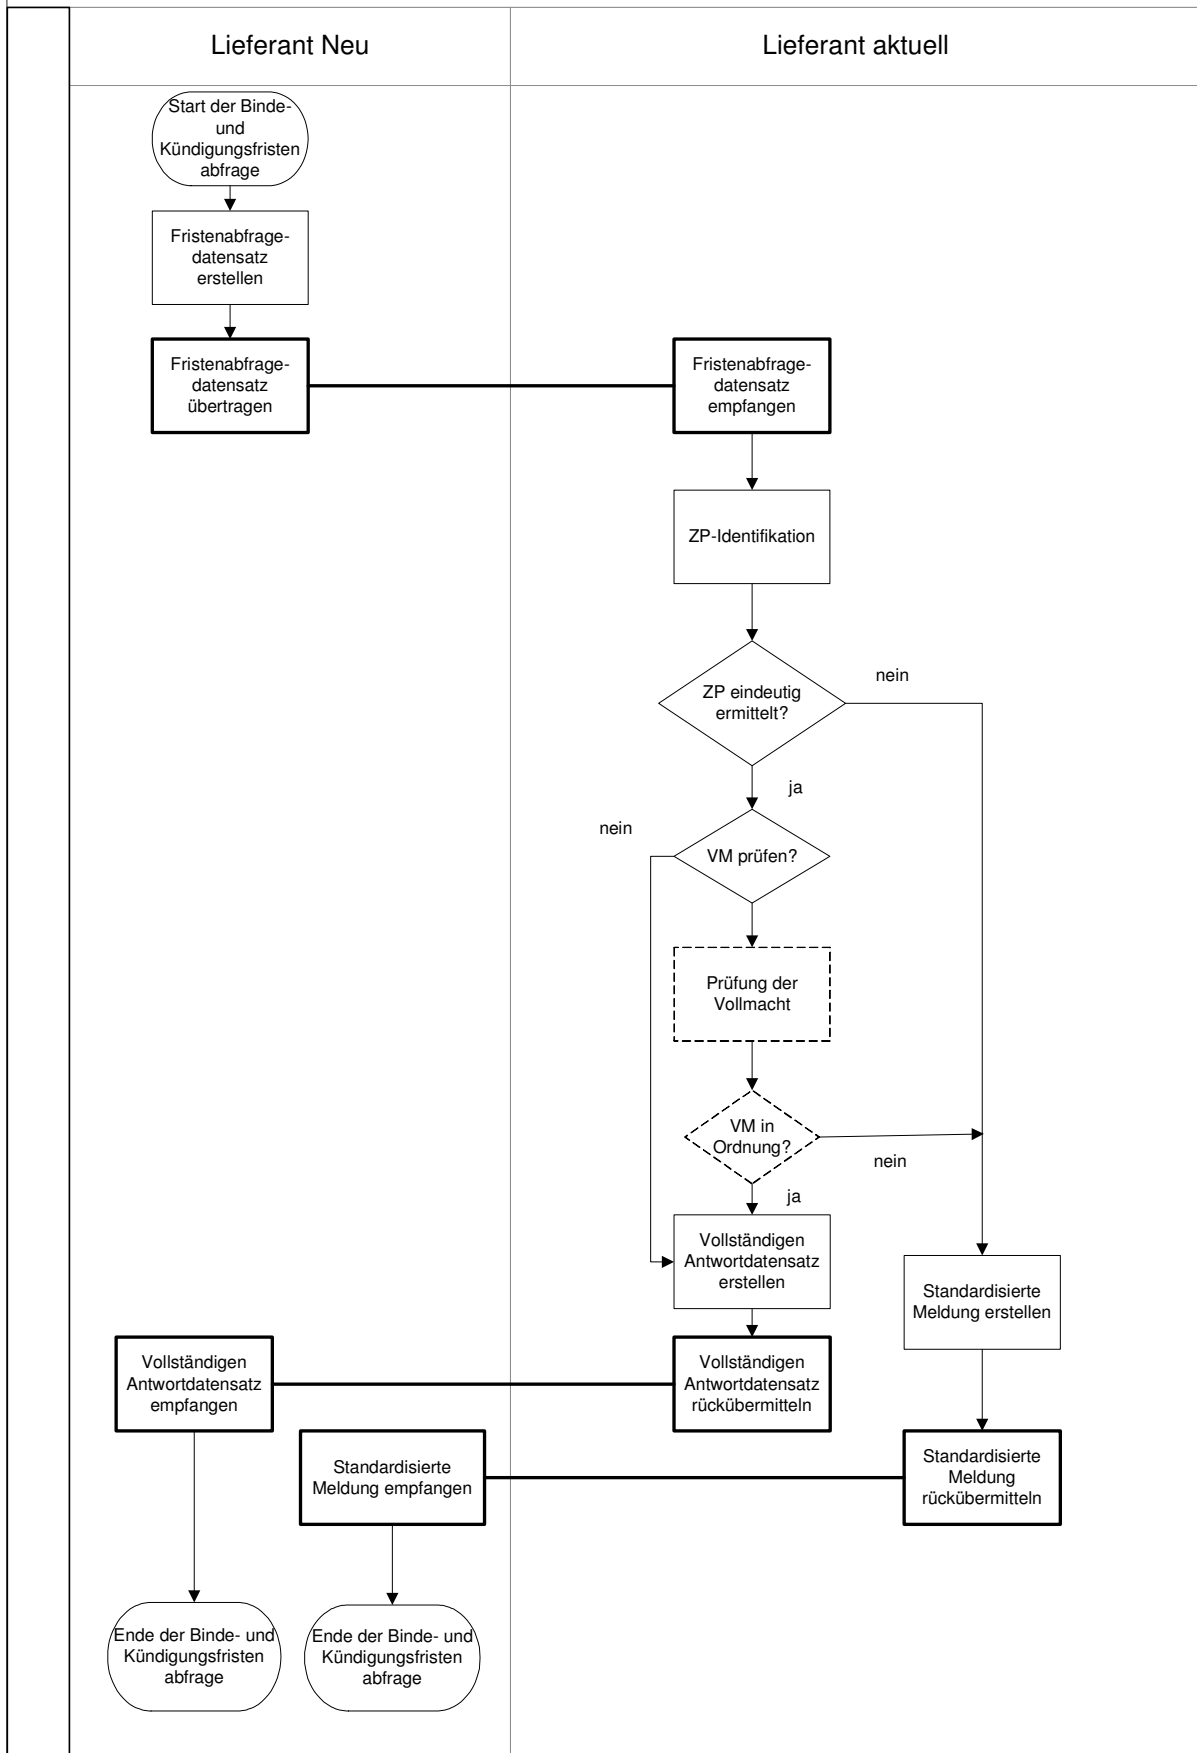 Lieferant Neu
Lieferant aktuell
Start der Binde-
und
Kündigungsfristen
abfrage
Fristenabfrage-
datensatz
erstellen
Fristenabfrage-
datensatz
übertragen
Fristenabfrage-
datensatz
empfangen
ZP-Identifikation
ZP eindeutig
ermittelt?
nein
ja
nein
VM prüfen?
Prüfung der
Vollmacht
VM in
Ordnung?
nein
ja
Vollständigen
Antwortdatensatz
erstellen
Standardisierte
Meldung erstellen
Vollständigen
Antwortdatensatz
empfangen
Vollständigen
Antwortdatensatz
rückübermitteln
Standardisierte
Meldung empfangen
Standardisierte
Meldung
rückübermitteln
Ende der Binde- und
Kündigungsfristen
abfrage
Ende der Binde- und
Kündigungsfristen
abfrage